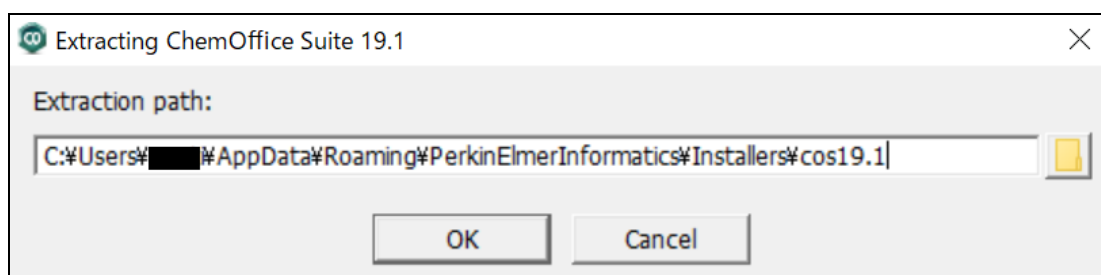 Extracting ChemOffice Suite 19.1
Extraction path:
C:¥Users¥ ¥AppData¥Roaming¥PerkinElmerInformatics¥Installers¥cos19.1
OK Cancel